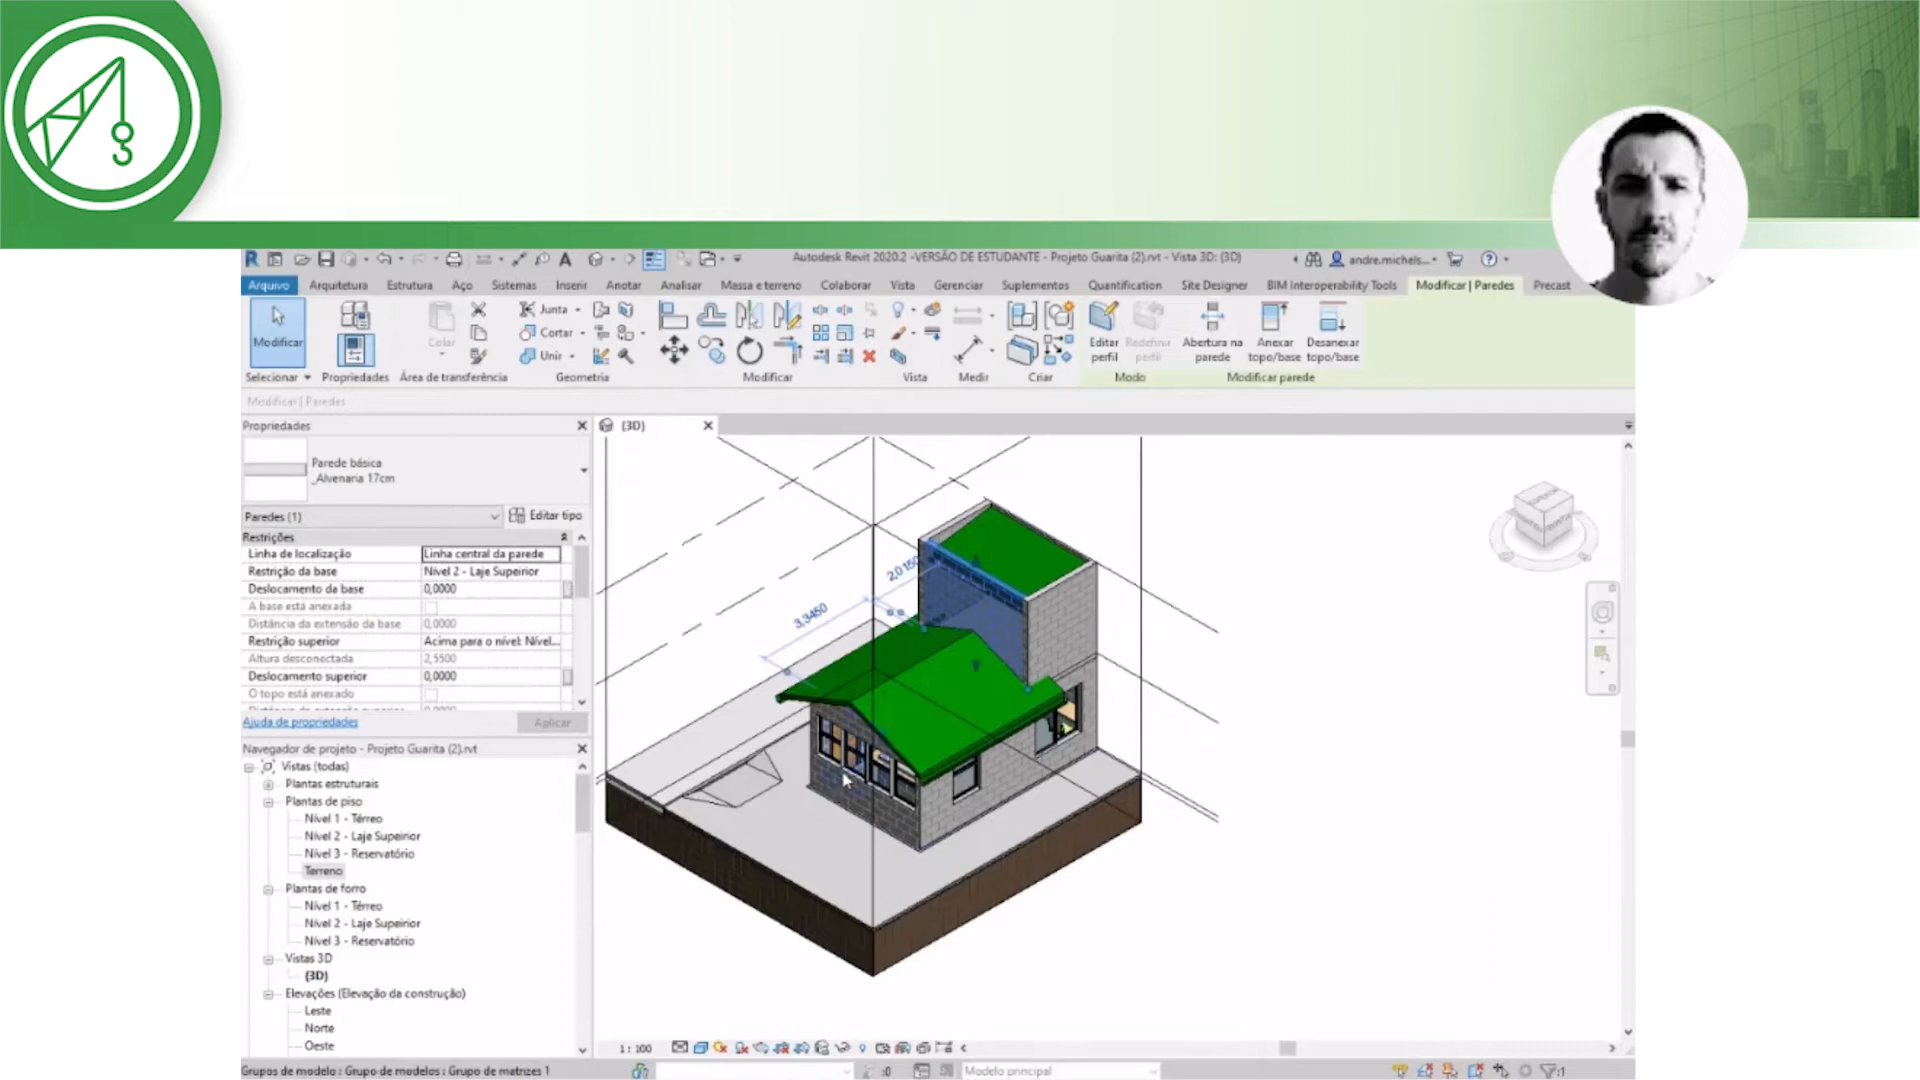 Autodesk Revit 2020.2 -VERSÃO DE ESTUDANTE - Projeto Guarita (2).rvt - Vista 3D: {3D}
andre.michels...
Arquivo Arquitetura Estrutura Aço Sistemas Inserir Anotar Analisar Massa e terreno Colaborar Vista Gerenciar Suplementos Quantification Site Designer BIM Interoperability Tools Modificar | Paredes Precast
Junta
Cortar
Unir
Modificar
Colar
Editar perfil
Redefinir perfil
Abertura na parede
Anexar topo/base
Desanexar topo/base
Selecionar Propriedades Área de transferência Geometria Modificar Vista Medir Criar Modo Modificar parede
Modificar | Paredes
Propriedades
{3D}
Parede básica
_Alvenaria 17cm
Paredes (1)
Editar tipo
Restrições
Linha de localização Linha central da parede
Restrição da base Nível 2 - Laje Supeirior
Deslocamento da base 0,0000
A base está anexada
Distância da extensão da base 0,0000
Restrição superior Acima para o nível: Nível...
Altura desconectada 2,5500
Deslocamento superior 0,0000
O topo está anexado
Ajuda de propriedades
Aplicar
Navegador de projeto - Projeto Guarita (2).rvt
Vistas (todas)
Plantas estruturais
Plantas de piso
Nível 1 - Térreo
Nível 2 - Laje Supeirior
Nível 3 - Reservatório
Terreno
Plantas de forro
Nível 1 - Térreo
Nível 2 - Laje Supeirior
Nível 3 - Reservatório
Vistas 3D
{3D}
Elevações (Elevação da construção)
Leste
Norte
Oeste
2,0150
3,3450
1 : 100
Grupos de modelo : Grupo de modelos : Grupo de matrizes 1
:0
Modelo principal
:1